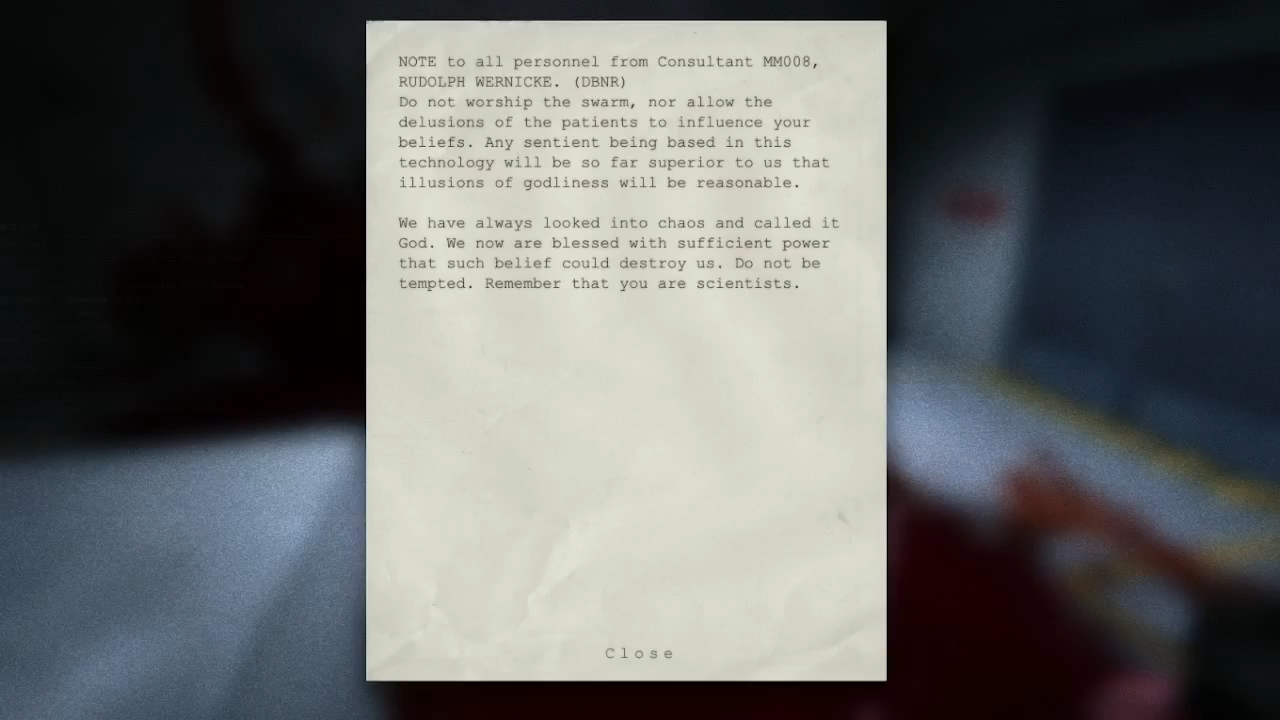 NOTE to all personnel from Consultant MM008,
RUDOLPH WERNICKE. (DBNR)
Do not worship the swarm, nor allow the
delusions of the patients to influence your
beliefs. Any sentient being based in this
technology will be so far superior to us that
illusions of godliness will be reasonable.
We have always looked into chaos and called it
God. We now are blessed with sufficient power
that such belief could destroy us. Do not be
tempted. Remember that you are scientists.
Close